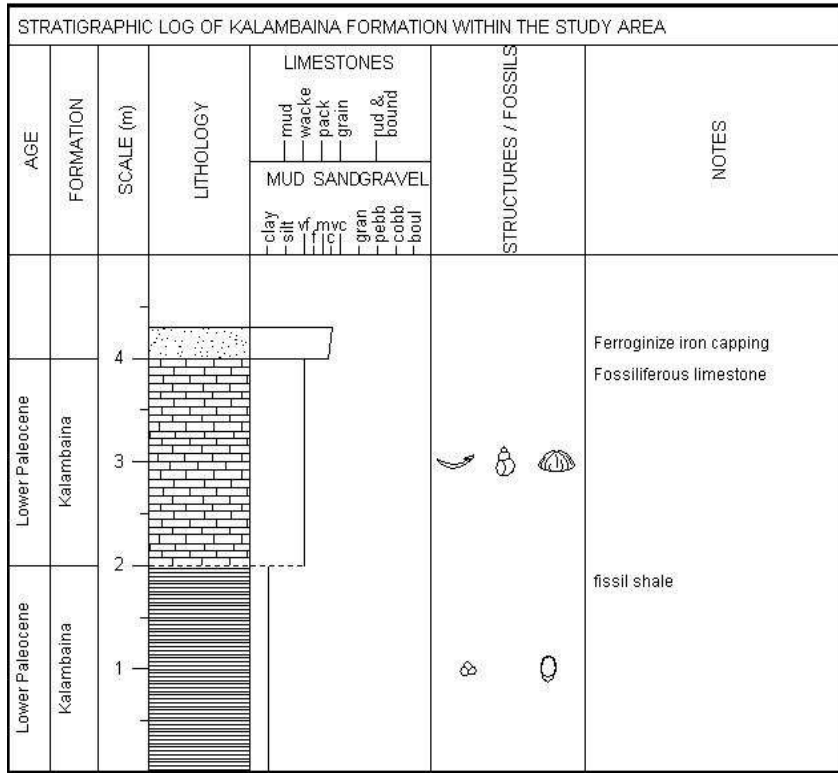 STRATIGRAPHIC LOG OF KALAMBAINA FORMATION WITHIN THE STUDY AREA
AGE
FORMATION
SCALE (m)
LITHOLOGY
LIMESTONES
mud
wacke
pack
grain
rud &
bound
MUD SANDGRAVEL
clay
silt
vf
f
m
c
vc
gran
pebb
cobb
boul
STRUCTURES / FOSSILS
NOTES
4
3
2
1
Lower Paleocene
Kalambaina
Lower Paleocene
Kalambaina
Ferroginize iron capping
Fossiliferous limestone
fissil shale